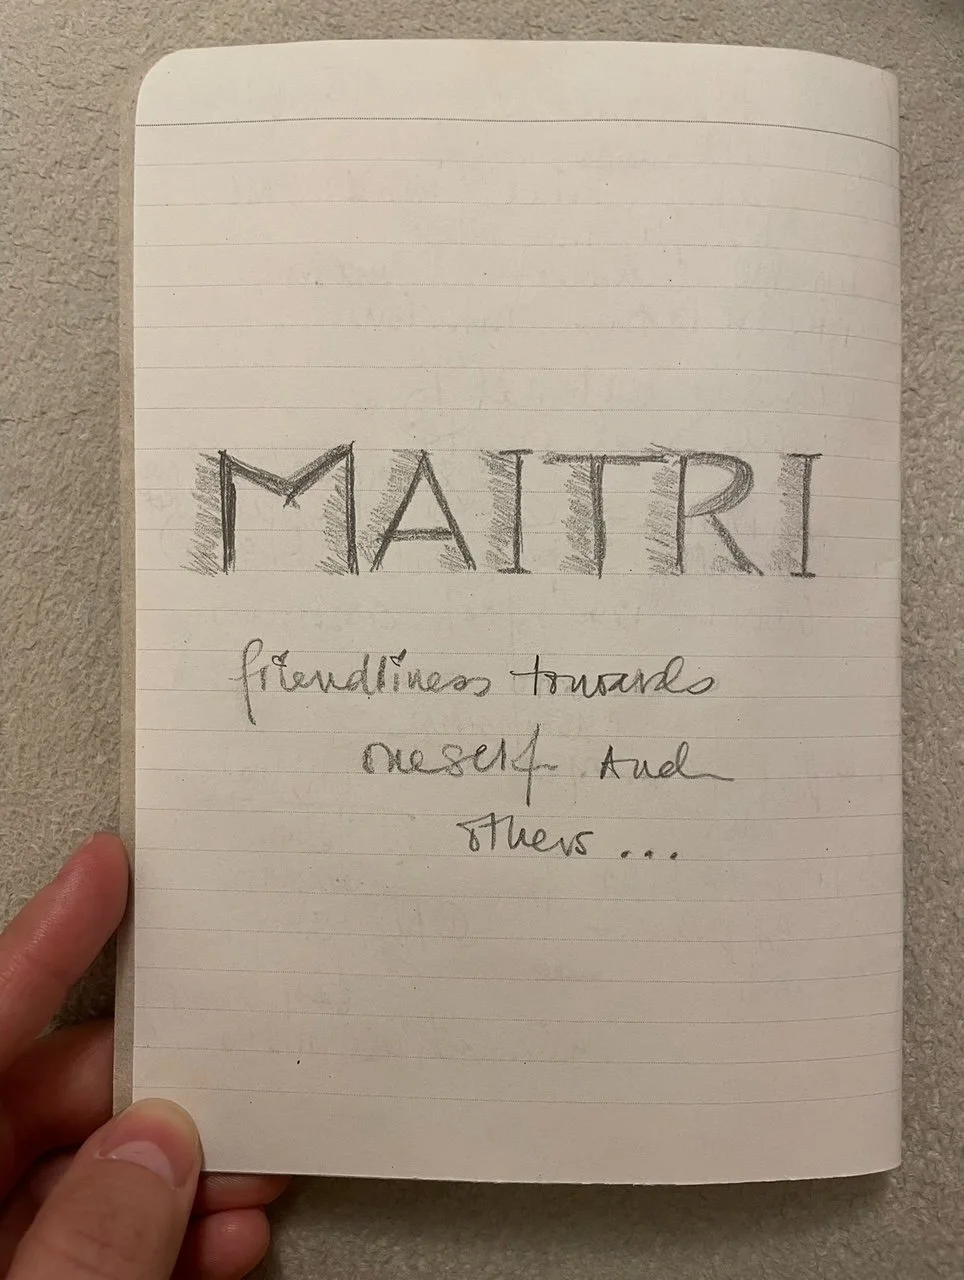 MAITRI
friendliness towards
oneself And
others ...